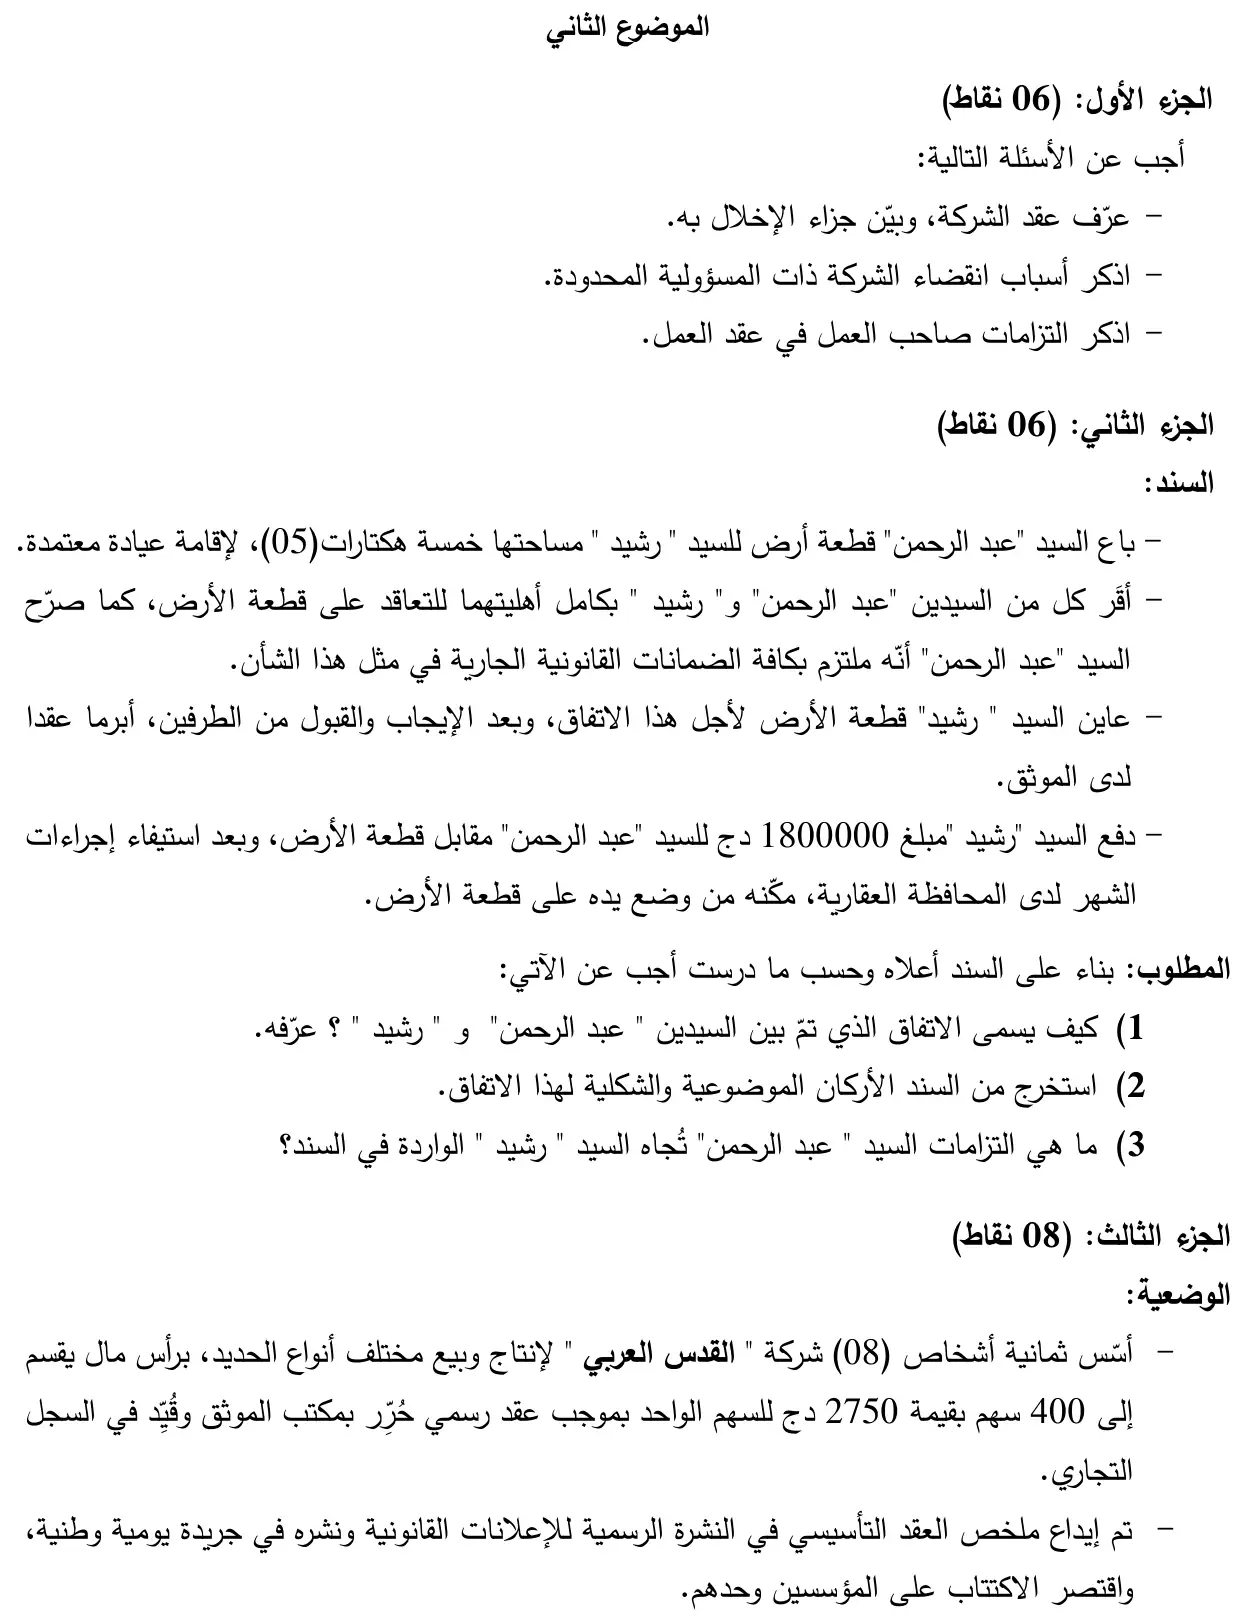 الموضوع الثاني
الجزء الأول: (06 نقاط)
أجب عن الأسئلة التالية:
– عرّف عقد الشركة، وبيّن جزاء الإخلال به.
– اذكر أسباب انقضاء الشركة ذات المسؤولية المحدودة.
– اذكر التزامات صاحب العمل في عقد العمل.
الجزء الثاني: (06 نقاط)
السند:
– باع السيد "عبد الرحمن" قطعة أرض للسيد " رشيد " مساحتها خمسة هكتارات(05)، لإقامة عيادة معتمدة.
– أقَر كل من السيدين "عبد الرحمن" و" رشيد " بكامل أهليتهما للتعاقد على قطعة الأرض، كما صرّح
السيد "عبد الرحمن" أنّه ملتزم بكافة الضمانات القانونية الجارية في مثل هذا الشأن.
– عاين السيد " رشيد" قطعة الأرض لأجل هذا الاتفاق، وبعد الإيجاب والقبول من الطرفين، أبرما عقدا
لدى الموثق.
– دفع السيد "رشيد "مبلغ 1800000 دج للسيد "عبد الرحمن" مقابل قطعة الأرض، وبعد استيفاء إجراءات
الشهر لدى المحافظة العقارية، مكّنه من وضع يده على قطعة الأرض.
المطلوب: بناء على السند أعلاه وحسب ما درست أجب عن الآتي:
1) كيف يسمى الاتفاق الذي تمّ بين السيدين " عبد الرحمن" و " رشيد " ؟ عرّفه.
2) استخرج من السند الأركان الموضوعية والشكلية لهذا الاتفاق.
3) ما هي التزامات السيد " عبد الرحمن" تُجاه السيد " رشيد " الواردة في السند؟
الجزء الثالث: (08 نقاط)
الوضعية:
– أسّس ثمانية أشخاص (08) شركة " القدس العربي " لإنتاج وبيع مختلف أنواع الحديد، برأس مال يقسم
إلى 400 سهم بقيمة 2750 دج للسهم الواحد بموجب عقد رسمي حُرِّر بمكتب الموثق وقُيِّد في السجل
التجاري.
– تم إيداع ملخص العقد التأسيسي في النشرة الرسمية للإعلانات القانونية ونشره في جريدة يومية وطنية،
واقتصر الاكتتاب على المؤسسين وحدهم.